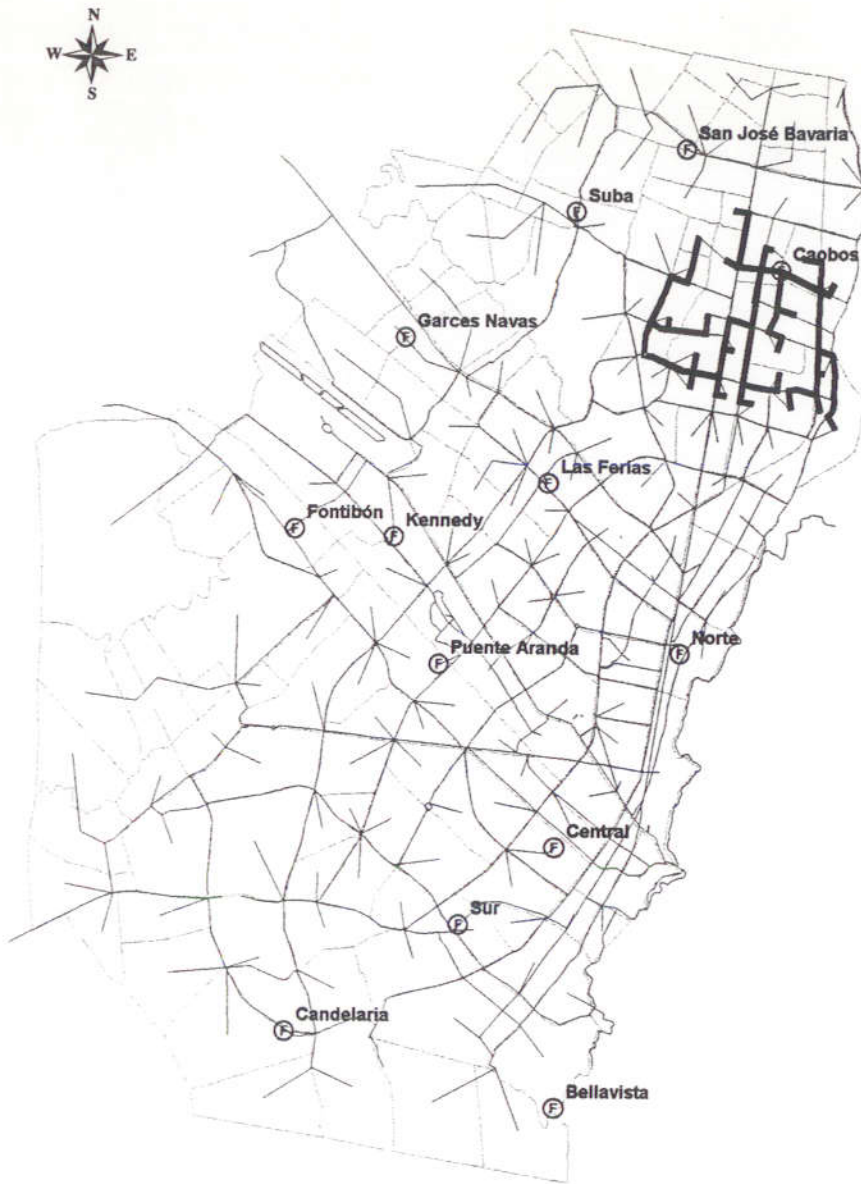 N
W E
S
San José Bavaria
F
Suba
F
Caobos
F
Garces Navas
F
Las Ferias
F
Fontibón
F
Kennedy
F
Norte
F
Puente Aranda
F
Central
F
Sur
F
Candelaria
F
Bellavista
F